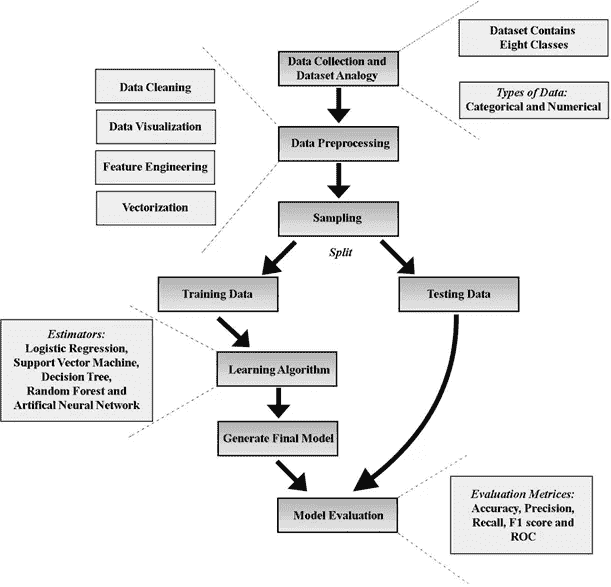 Data Collection and
Dataset Analogy
Dataset Contains
Eight Classes
Types of Data:
Categorical and Numerical
Data Cleaning
Data Visualization
Feature Engineering
Vectorization
Data Preprocessing
Sampling
Split
Training Data
Testing Data
Estimators:
Logistic Regression,
Support Vector Machine,
Decision Tree,
Random Forest and
Artifical Neural Network
Learning Algorithm
Generate Final Model
Model Evaluation
Evaluation Metrices:
Accuracy, Precision,
Recall, F1 score and
ROC